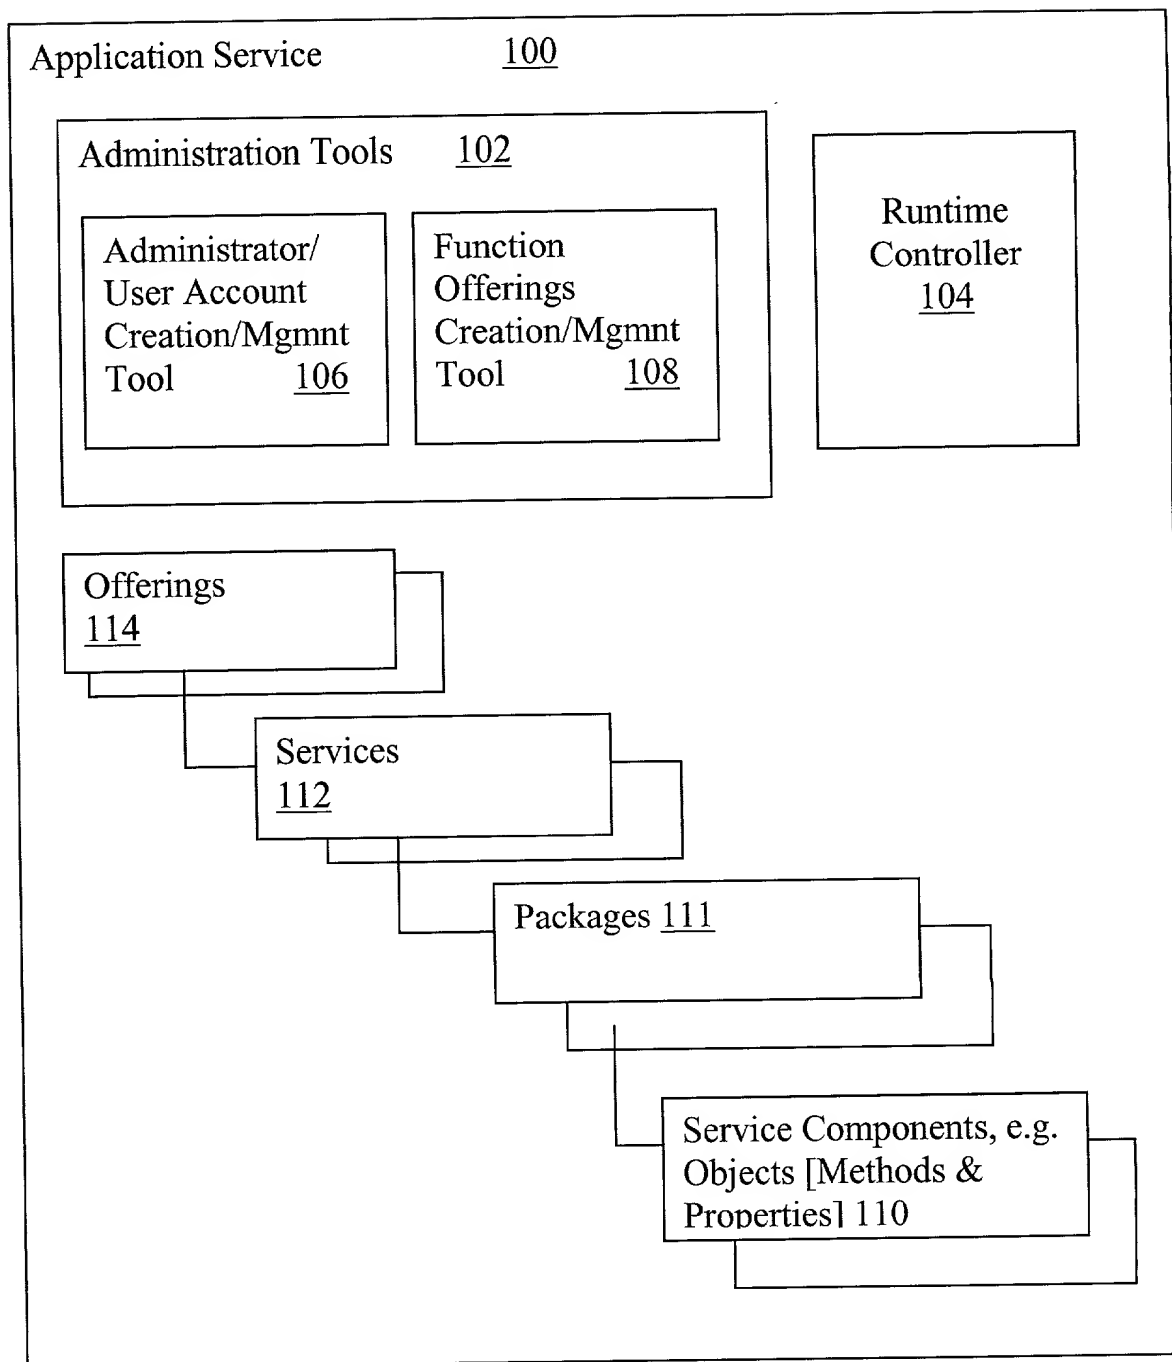 Application Service 100
Administration Tools 102
Administrator/
User Account
Creation/Mgmnt
Tool 106
Function
Offerings
Creation/Mgmnt
Tool 108
Runtime
Controller
104
Offerings
114
Services
112
Packages 111
Service Components, e.g.
Objects [Methods &
Properties] 110